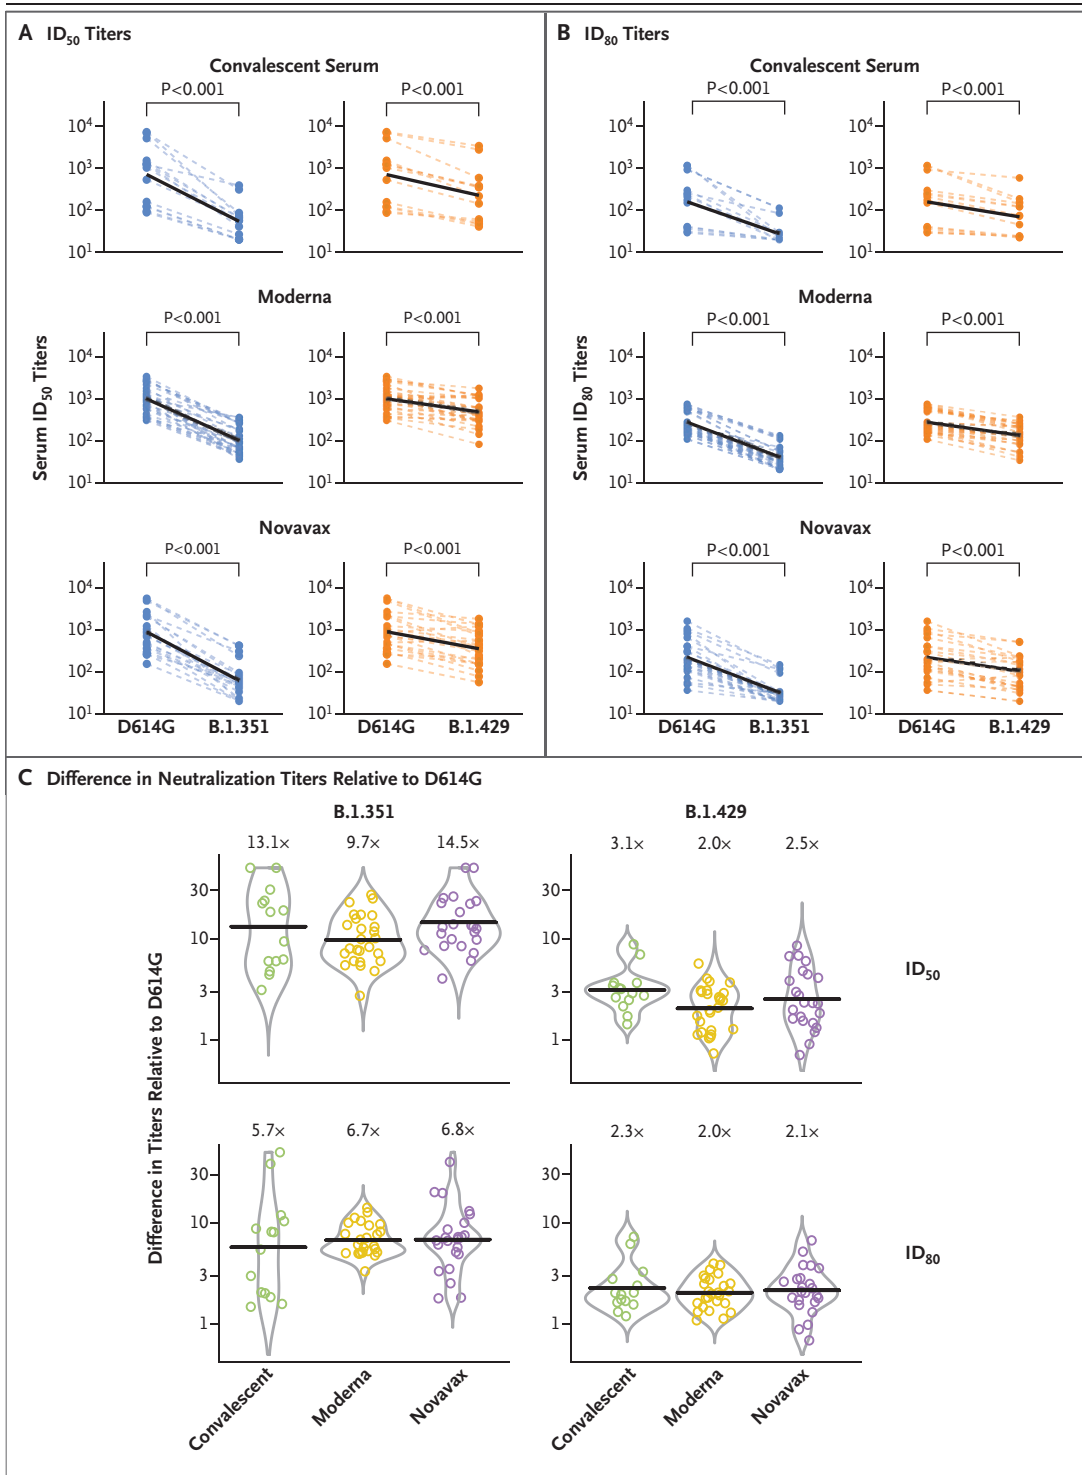 A ID50 Titers
Convalescent Serum
P<0.001 P<0.001
10⁴ 10⁴
10³ 10³
10² 10²
10¹ 10¹
Moderna
P<0.001 P<0.001
10⁴ 10⁴
10³ 10³
10² 10²
10¹ 10¹
Serum ID50 Titers
Novavax
P<0.001 P<0.001
10⁴ 10⁴
10³ 10³
10² 10²
10¹ 10¹
D614G B.1.351 D614G B.1.429
B ID80 Titers
Convalescent Serum
P<0.001 P<0.001
10⁴ 10⁴
10³ 10³
10² 10²
10¹ 10¹
Moderna
P<0.001 P<0.001
10⁴ 10⁴
10³ 10³
10² 10²
10¹ 10¹
Serum ID80 Titers
Novavax
P<0.001 P<0.001
10⁴ 10⁴
10³ 10³
10² 10²
10¹ 10¹
D614G B.1.351 D614G B.1.429
C Difference in Neutralization Titers Relative to D614G
B.1.351 B.1.429
13.1× 9.7× 14.5× 3.1× 2.0× 2.5×
30 30
10 10
3 3
1 1
ID50
Difference in Titers Relative to D614G
5.7× 6.7× 6.8× 2.3× 2.0× 2.1×
30 30
10 10
3 3
1 1
ID80
Convalescent Moderna Novavax Convalescent Moderna Novavax